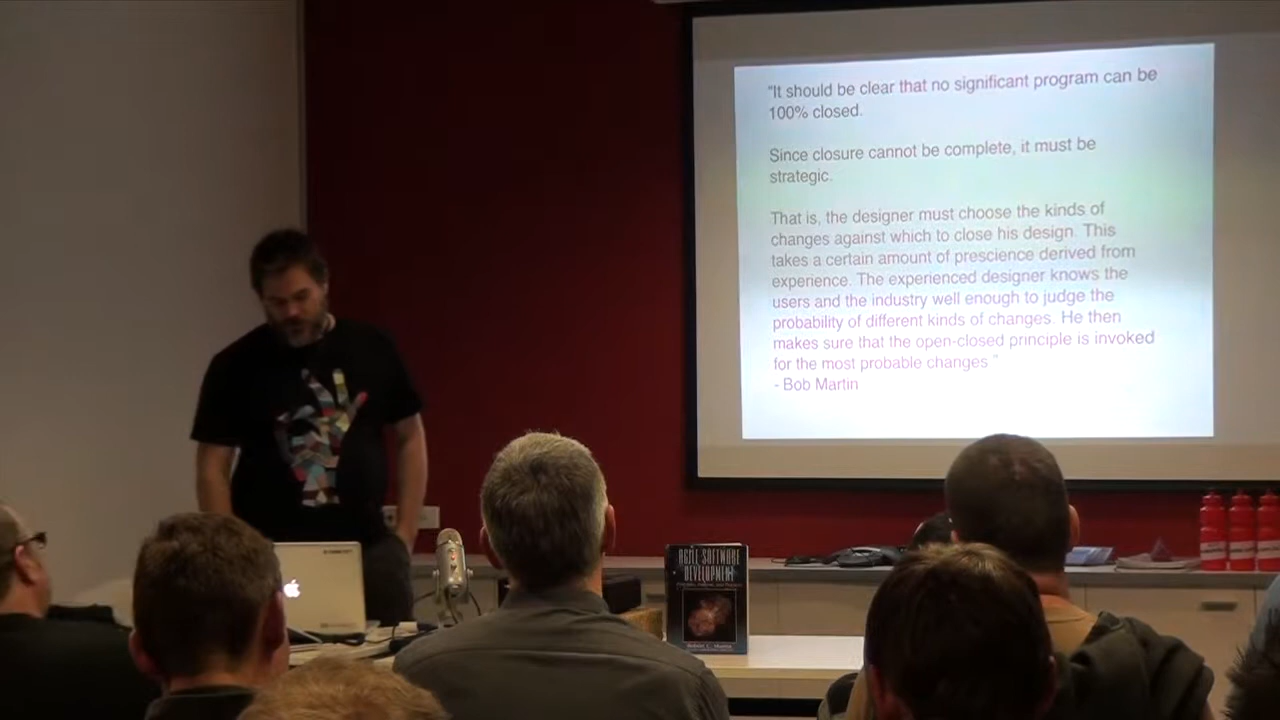 "It should be clear that no significant program can be
100% closed.
Since closure cannot be complete, it must be
strategic.
That is, the designer must choose the kinds of
changes against which to close his design. This
takes a certain amount of prescience derived from
experience. The experienced designer knows the
users and the industry well enough to judge the
probability of different kinds of changes. He then
makes sure that the open-closed principle is invoked
for the most probable changes "
- Bob Martin
AGILE SOFTWARE
DEVELOPMENT
Robert C. Martin